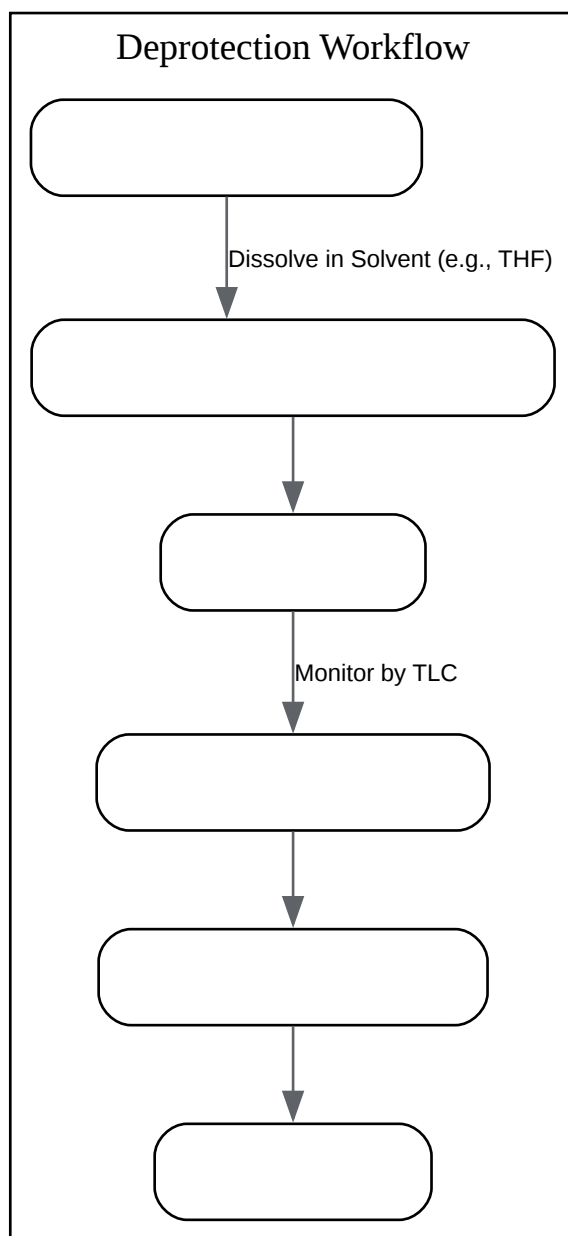 Deprotection Workflow
Dissolve in Solvent (e.g., THF)
Monitor by TLC